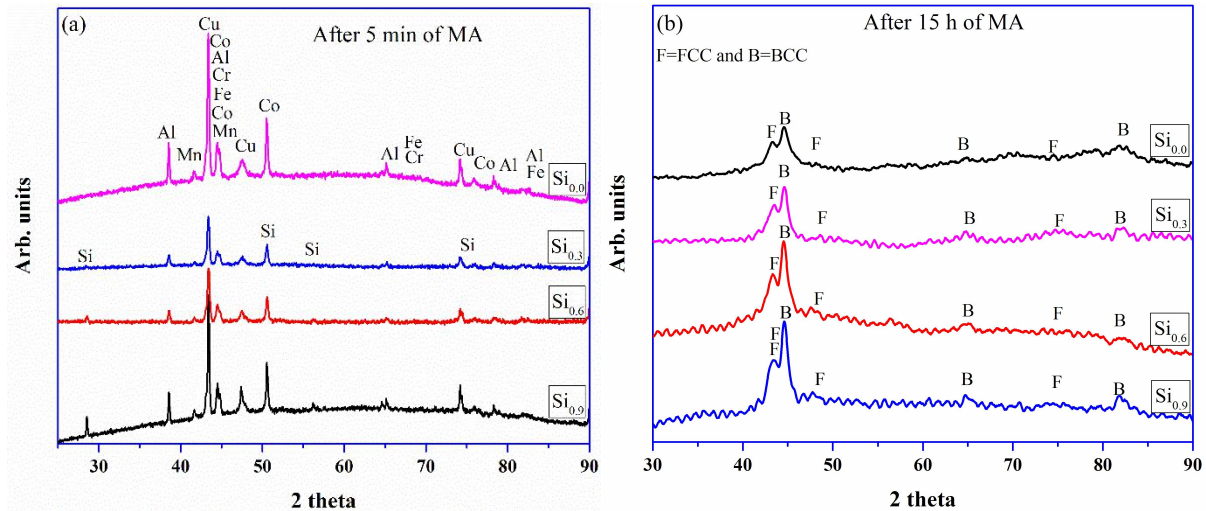 (a)
After 5 min of MA
Cu
Co
Al
Cr
Fe
Co
Mn
Al
Mn
Cu
Co
Al
Fe
Cr
Cu
Co
Al
Al
Fe
Si0.0
Si
Si
Si
Si
Si0.3
Si0.6
Si0.9
Arb. units
30 40 50 60 70 80 90
2 theta
(b)
After 15 h of MA
F=FCC and B=BCC
F B F B F B
Si0.0
F B F B F B
Si0.3
F B F B F B
Si0.6
F
F B F B F B
Si0.9
Arb. units
30 40 50 60 70 80 90
2 theta